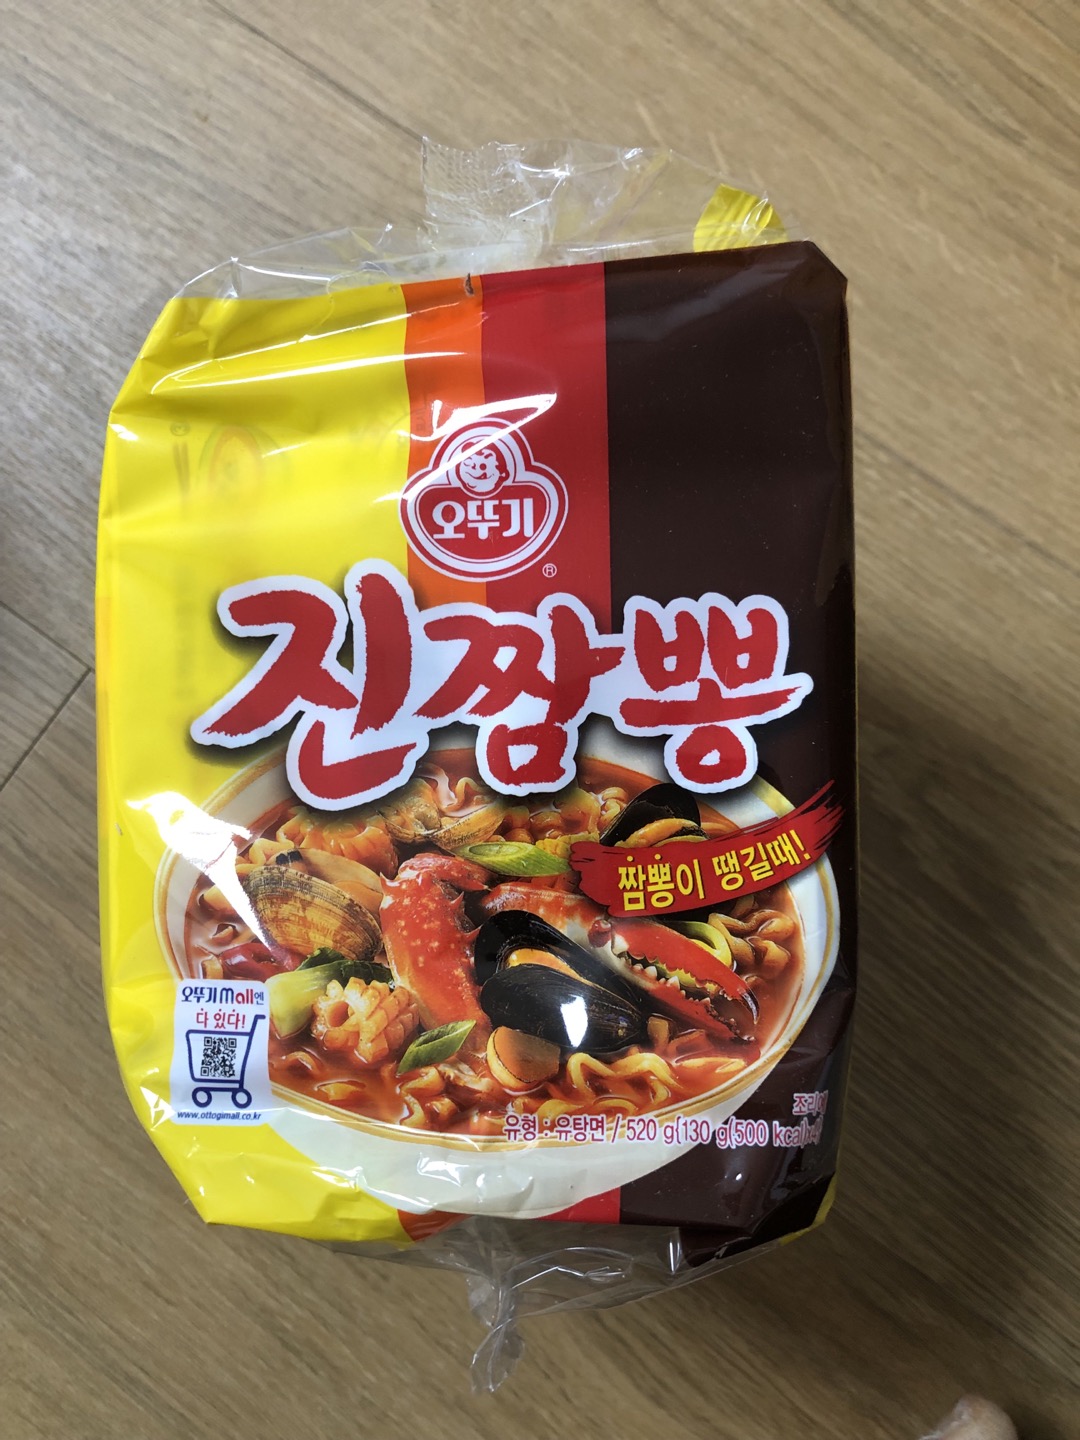 오뚜기
®
진짬뽕
짬뽕이 땡길때!
오뚜기mall엔
다 있다!
www.ottogimall.co.kr
유형 : 유탕면 / 520 g{130 g(500 kcal)